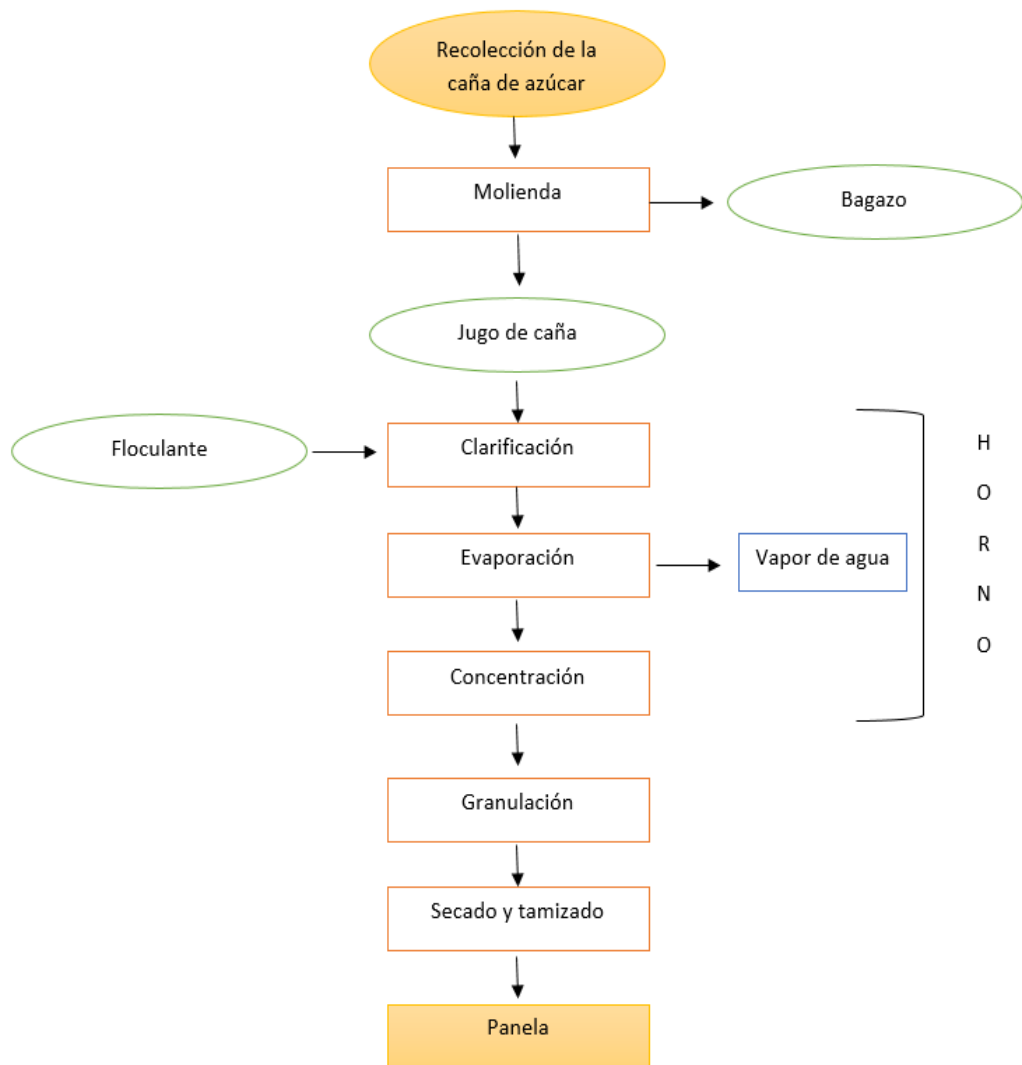 Recolección de la
caña de azúcar
Molienda
Bagazo
Jugo de caña
Floculante
Clarificación
Evaporación
Vapor de agua
Concentración
H
O
R
N
O
Granulación
Secado y tamizado
Panela